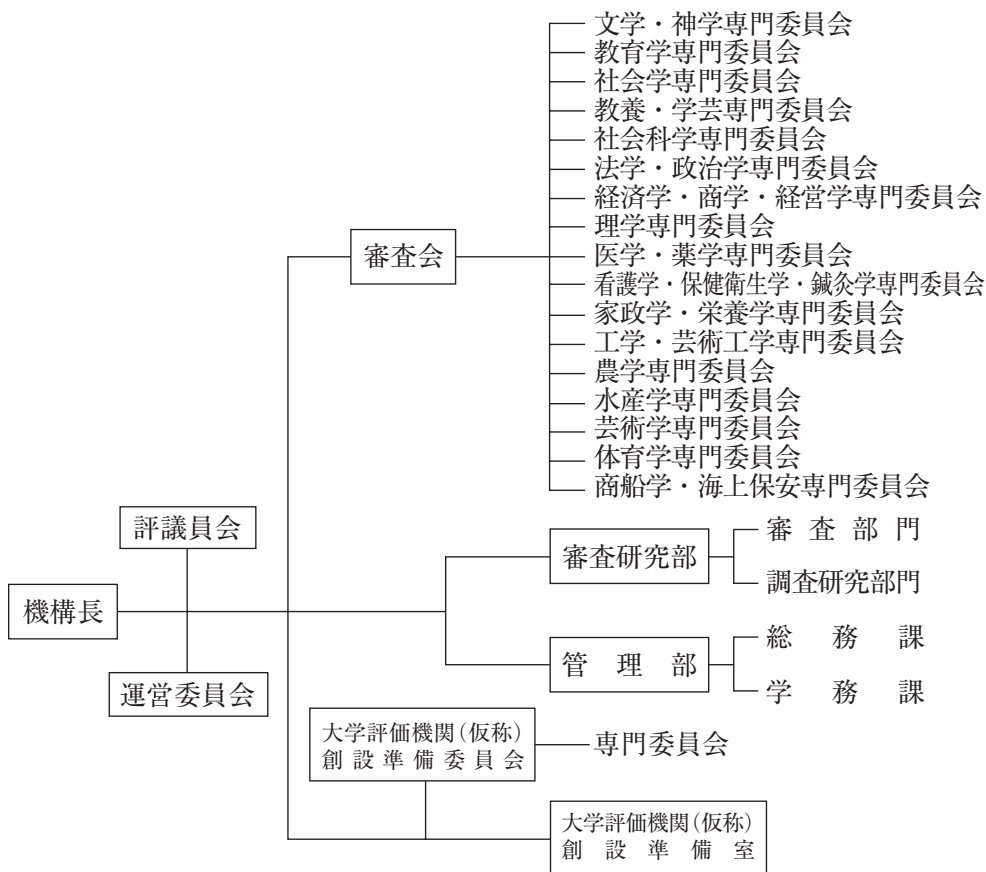 文学・神学専門委員会
教育学専門委員会
社会学専門委員会
教養・学芸専門委員会
社会科学専門委員会
法学・政治学専門委員会
経済学・商学・経営学専門委員会
理学専門委員会
審査会
医学・薬学専門委員会
看護学・保健衛生学・鍼灸学専門委員会
家政学・栄養学専門委員会
工学・芸術工学専門委員会
農学専門委員会
水産学専門委員会
芸術学専門委員会
体育学専門委員会
商船学・海上保安専門委員会
評議員会
審査部門
審査研究部
調査研究部門
機構長
総務課
管理部
学務課
運営委員会
大学評価機関(仮称)
創設準備委員会
専門委員会
大学評価機関(仮称)
創設準備室